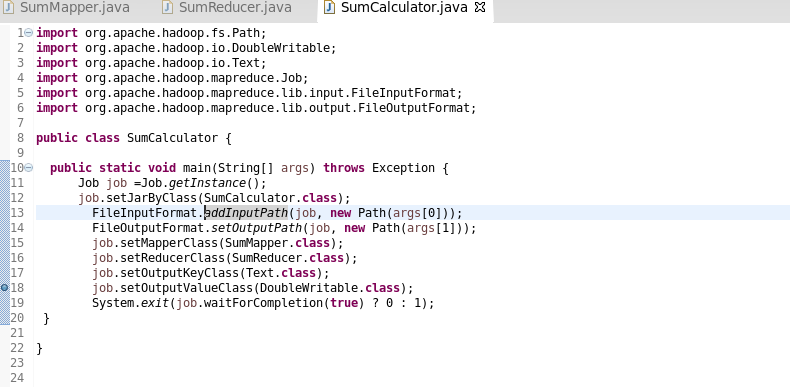 SumMapper.java SumReducer.java SumCalculator.java
1 import org.apache.hadoop.fs.Path;
2 import org.apache.hadoop.io.DoubleWritable;
3 import org.apache.hadoop.io.Text;
4 import org.apache.hadoop.mapreduce.Job;
5 import org.apache.hadoop.mapreduce.lib.input.FileInputFormat;
6 import org.apache.hadoop.mapreduce.lib.output.FileOutputFormat;
7
8 public class SumCalculator {
9
10 public static void main(String[] args) throws Exception {
11 Job job =Job.getInstance();
12 job.setJarByClass(SumCalculator.class);
13 FileInputFormat.addInputPath(job, new Path(args[0]));
14 FileOutputFormat.setOutputPath(job, new Path(args[1]));
15 job.setMapperClass(SumMapper.class);
16 job.setReducerClass(SumReducer.class);
17 job.setOutputKeyClass(Text.class);
18 job.setOutputValueClass(DoubleWritable.class);
19 System.exit(job.waitForCompletion(true) ? 0 : 1);
20 }
21
22 }
23
24